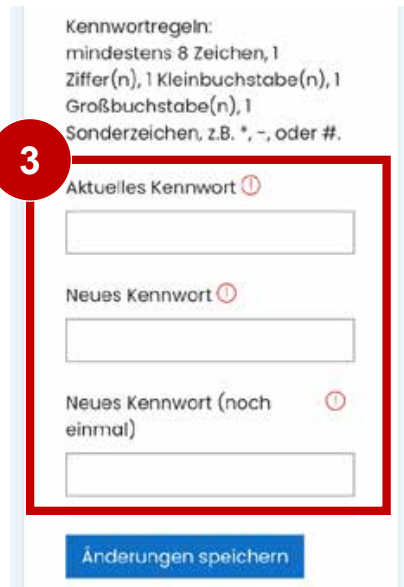 Kennwortregeln:
mindestens 8 Zeichen, 1
Ziffer(n), 1 Kleinbuchstabe(n), 1
Großbuchstabe(n), 1
Sonderzeichen, z.B. *, -, oder #.
3
Aktuelles Kennwort
Neues Kennwort
Neues Kennwort (noch
einmal)
Änderungen speichern